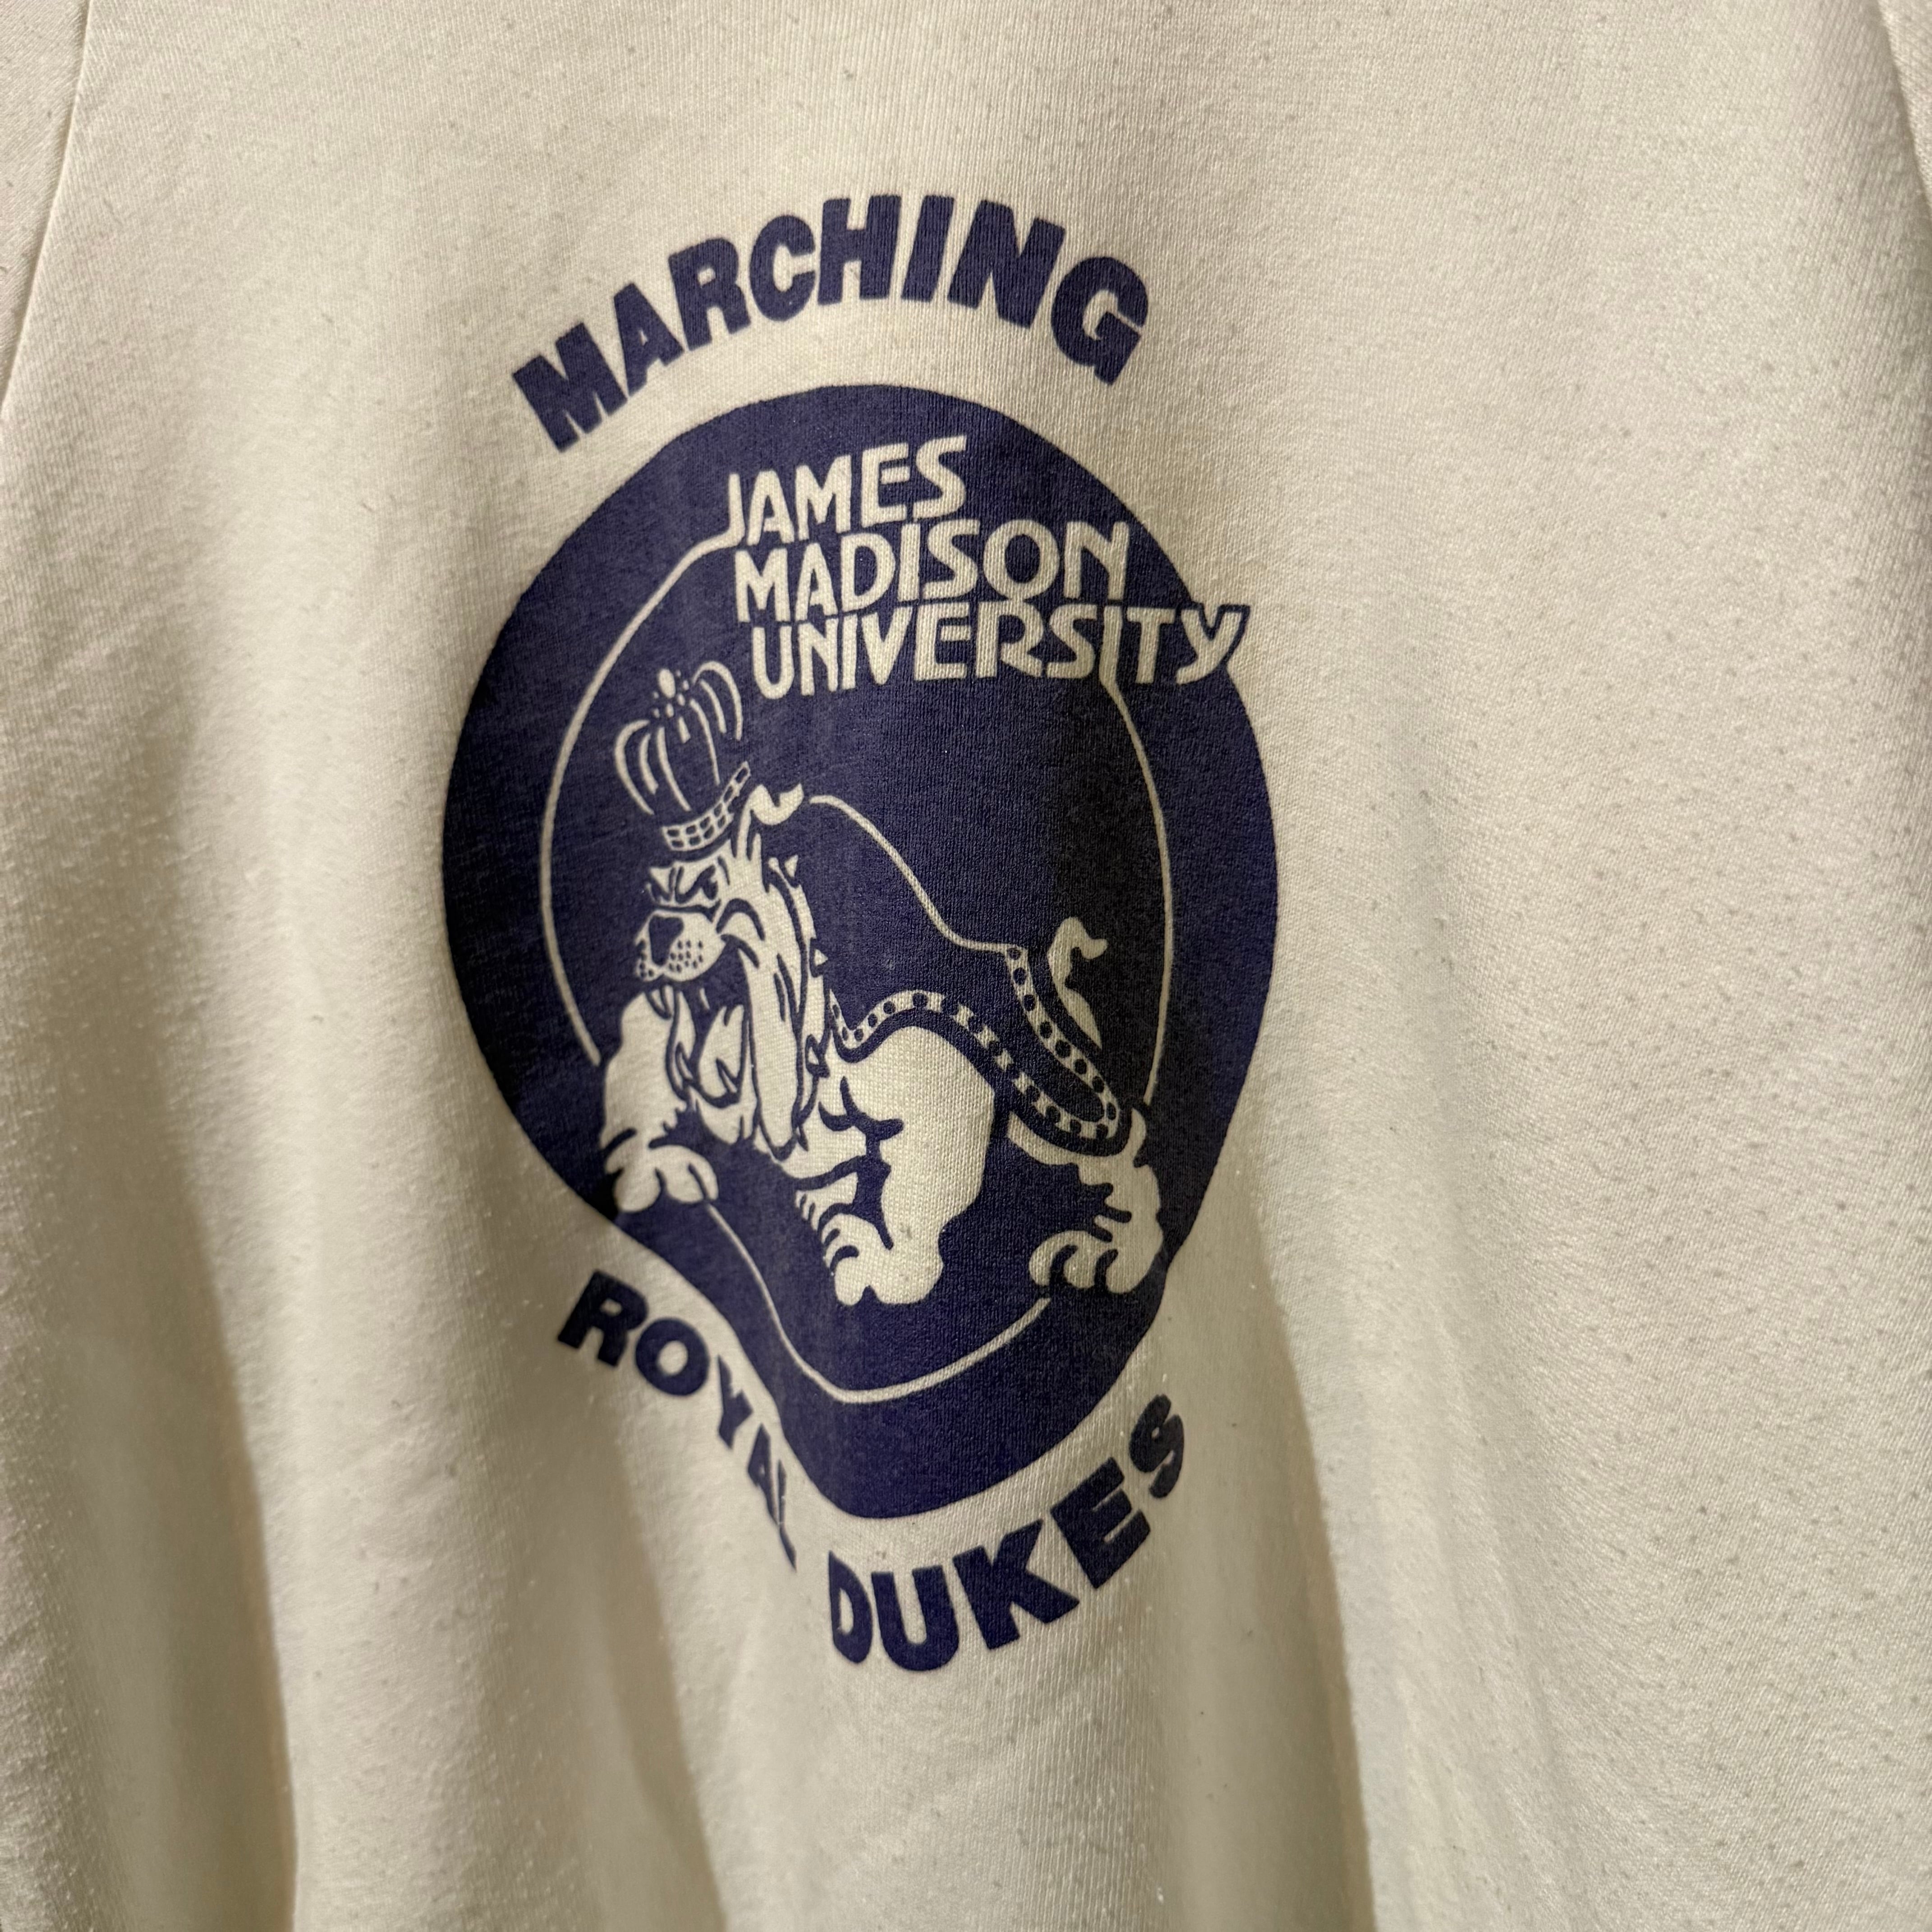 MARCHING
JAMES
MADISON
UNIVERSITY
ROYAL DUKES